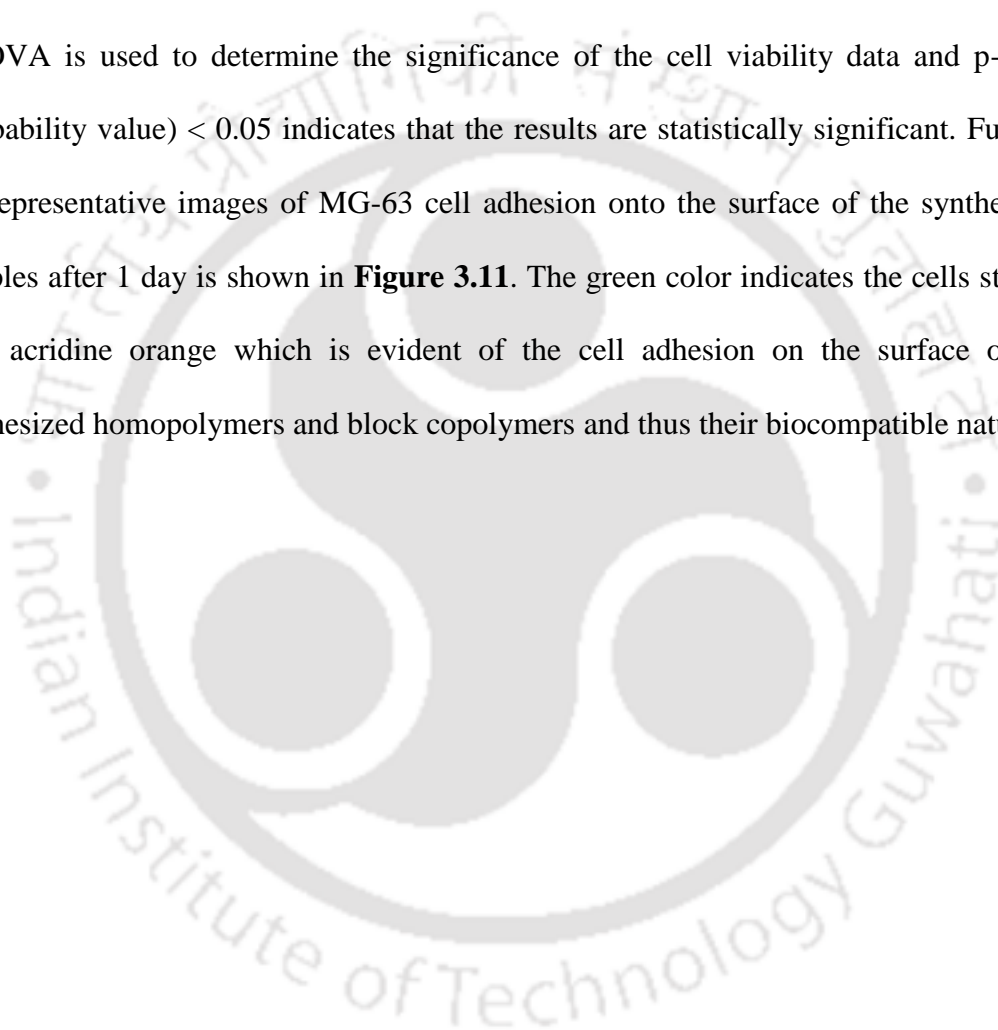 OVA is used to determine the significance of the cell viability data and p-
bability value) < 0.05 indicates that the results are statistically significant. Fu
epresentative images of MG-63 cell adhesion onto the surface of the synthe
ples after 1 day is shown in Figure 3.11. The green color indicates the cells st
acridine orange which is evident of the cell adhesion on the surface o
hesized homopolymers and block copolymers and thus their biocompatible natu
Indian Institute of Technology Guwahati